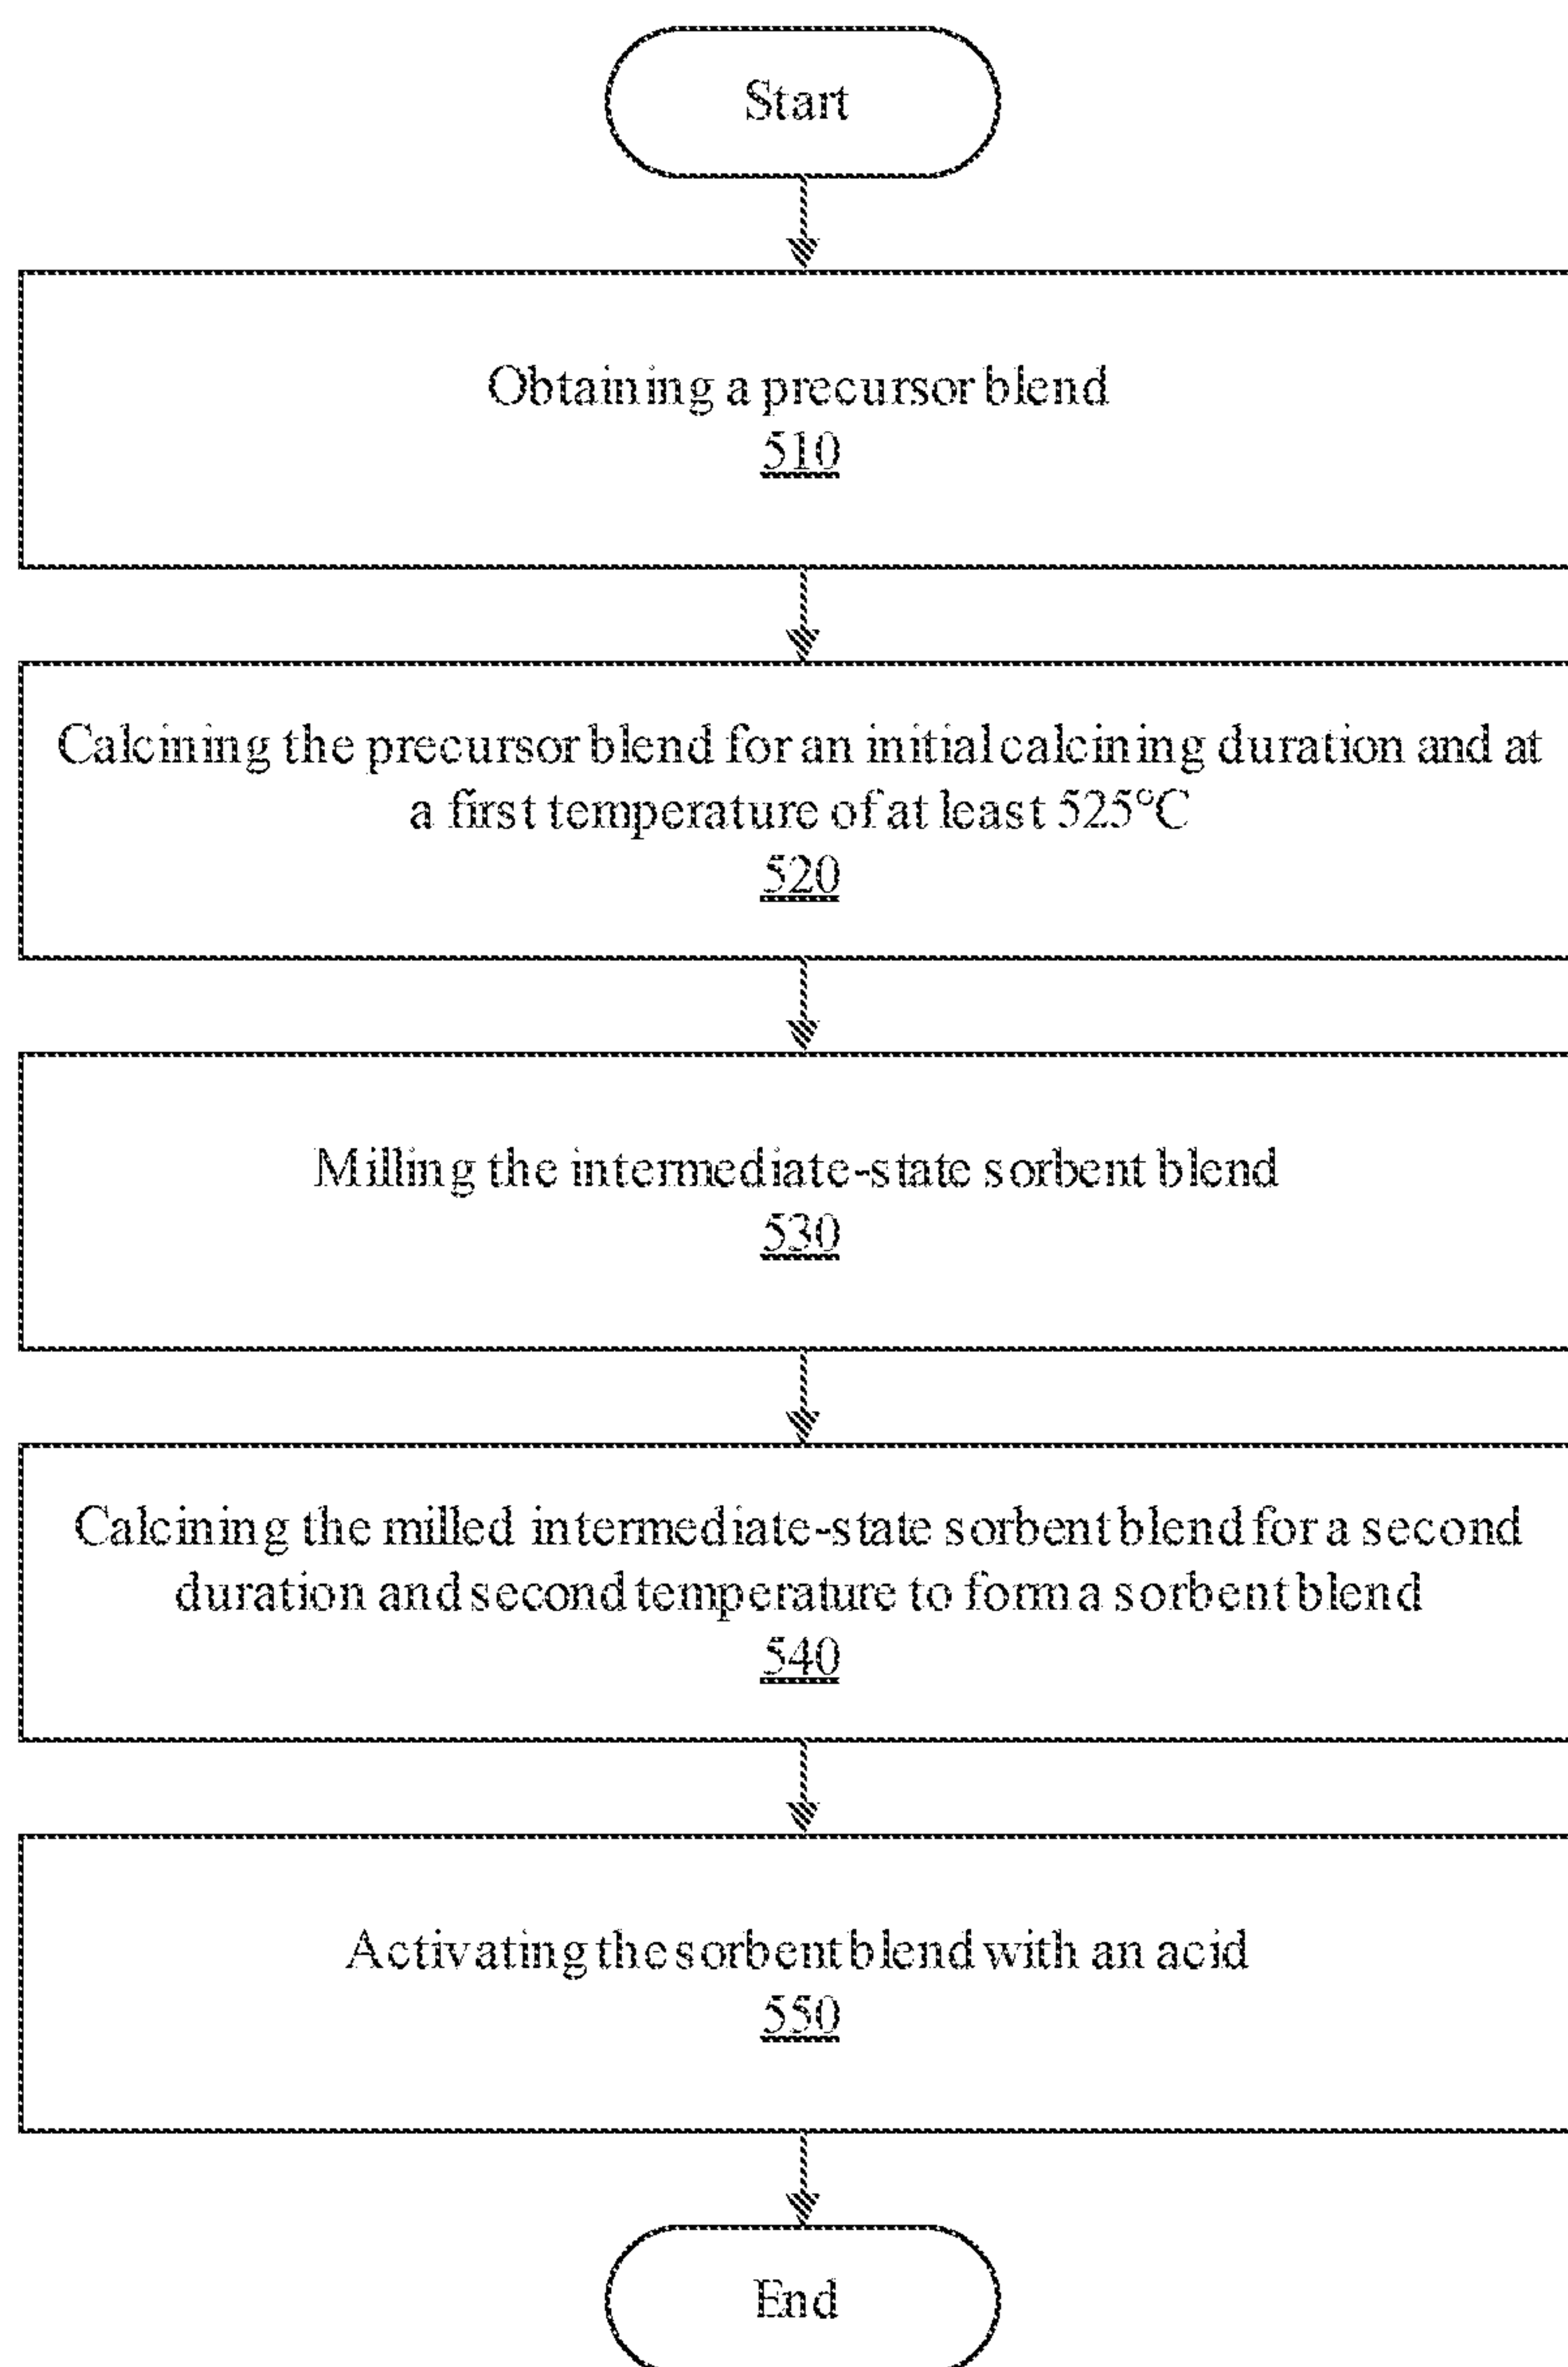 Start
Obtaining a precursor blend
510
Calcining the precursor blend for an initial calcining duration and at
a first temperature of at least 525°C
520
Milling the intermediate-state sorbent blend
530
Calcining the milled intermediate-state sorbent blend for a second
duration and second temperature to form a sorbent blend
540
Activating the sorbent blend with an acid
550
End